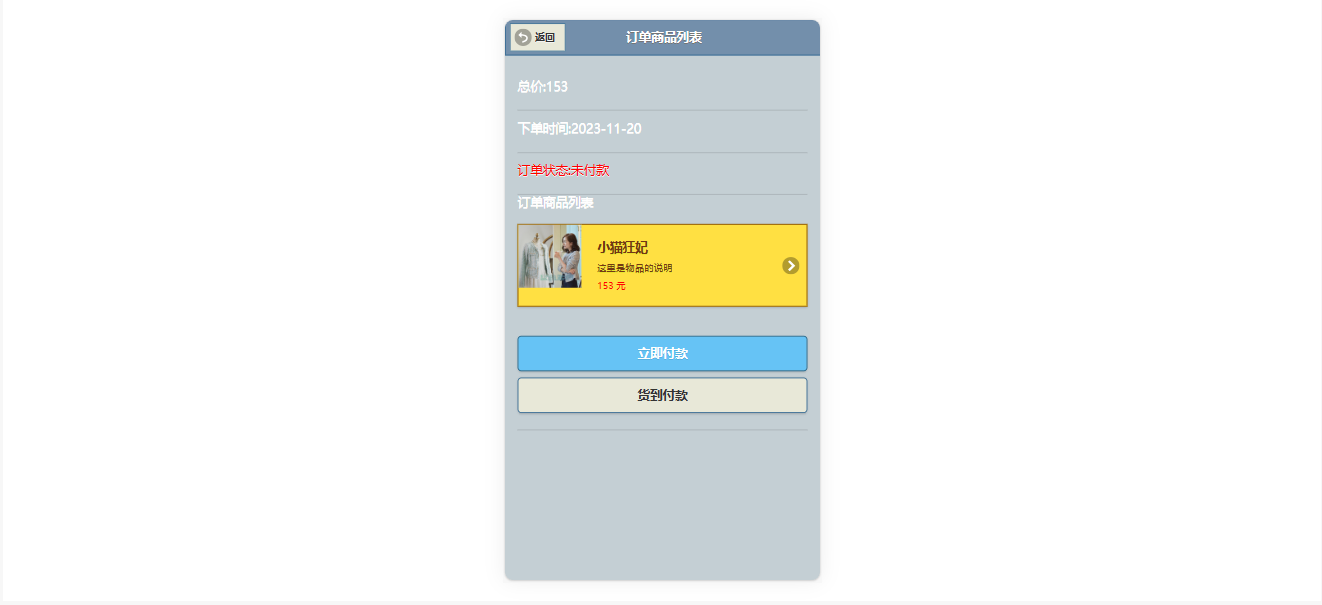 返回
订单商品列表
总价:153
下单时间:2023-11-20
订单状态:未付款
订单商品列表
小猫狂妃
这里是物品的说明
153 元
立即付款
货到付款